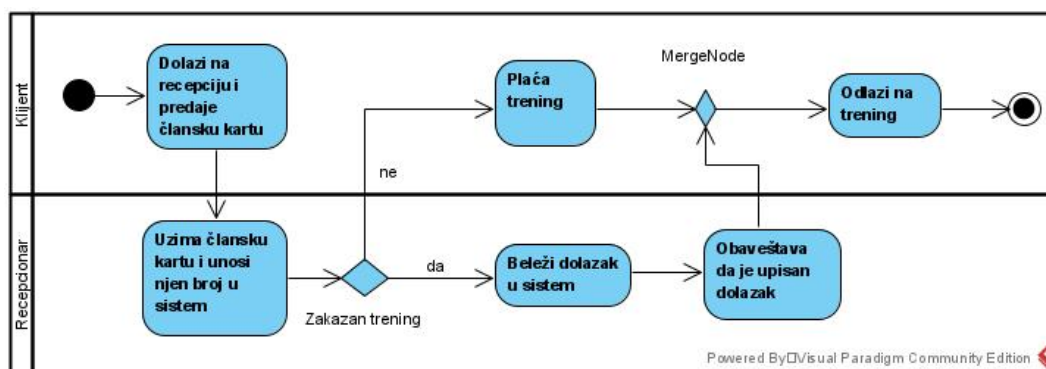 Klijent
Dolazi na
recepciju i
predaje
člansku kartu
Plaća
trening
MergeNode
Odlazi na
trening
ne
Recepcionar
Uzima člansku
kartu i unosi
njen broj u
sistem
Zakazan trening
da
Beleži dolazak
u sistem
Obaveštava
da je upisan
dolazak
Powered By□Visual Paradigm Community Edition